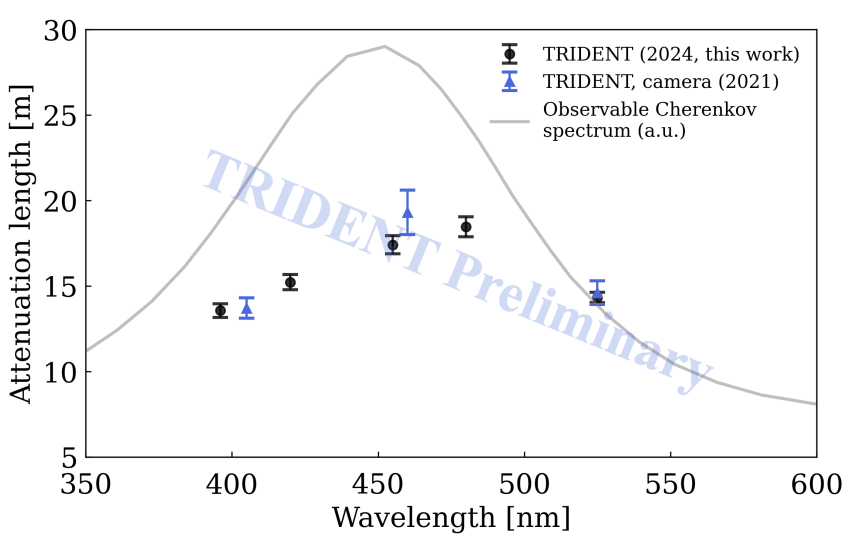 30
25
20
15
10
5
350
400
450
500
550
600
Attenuation length [m]
Wavelength [nm]
TRIDENT (2024, this work)
TRIDENT, camera (2021)
Observable Cherenkov
spectrum (a.u.)
TRIDENT Preliminary